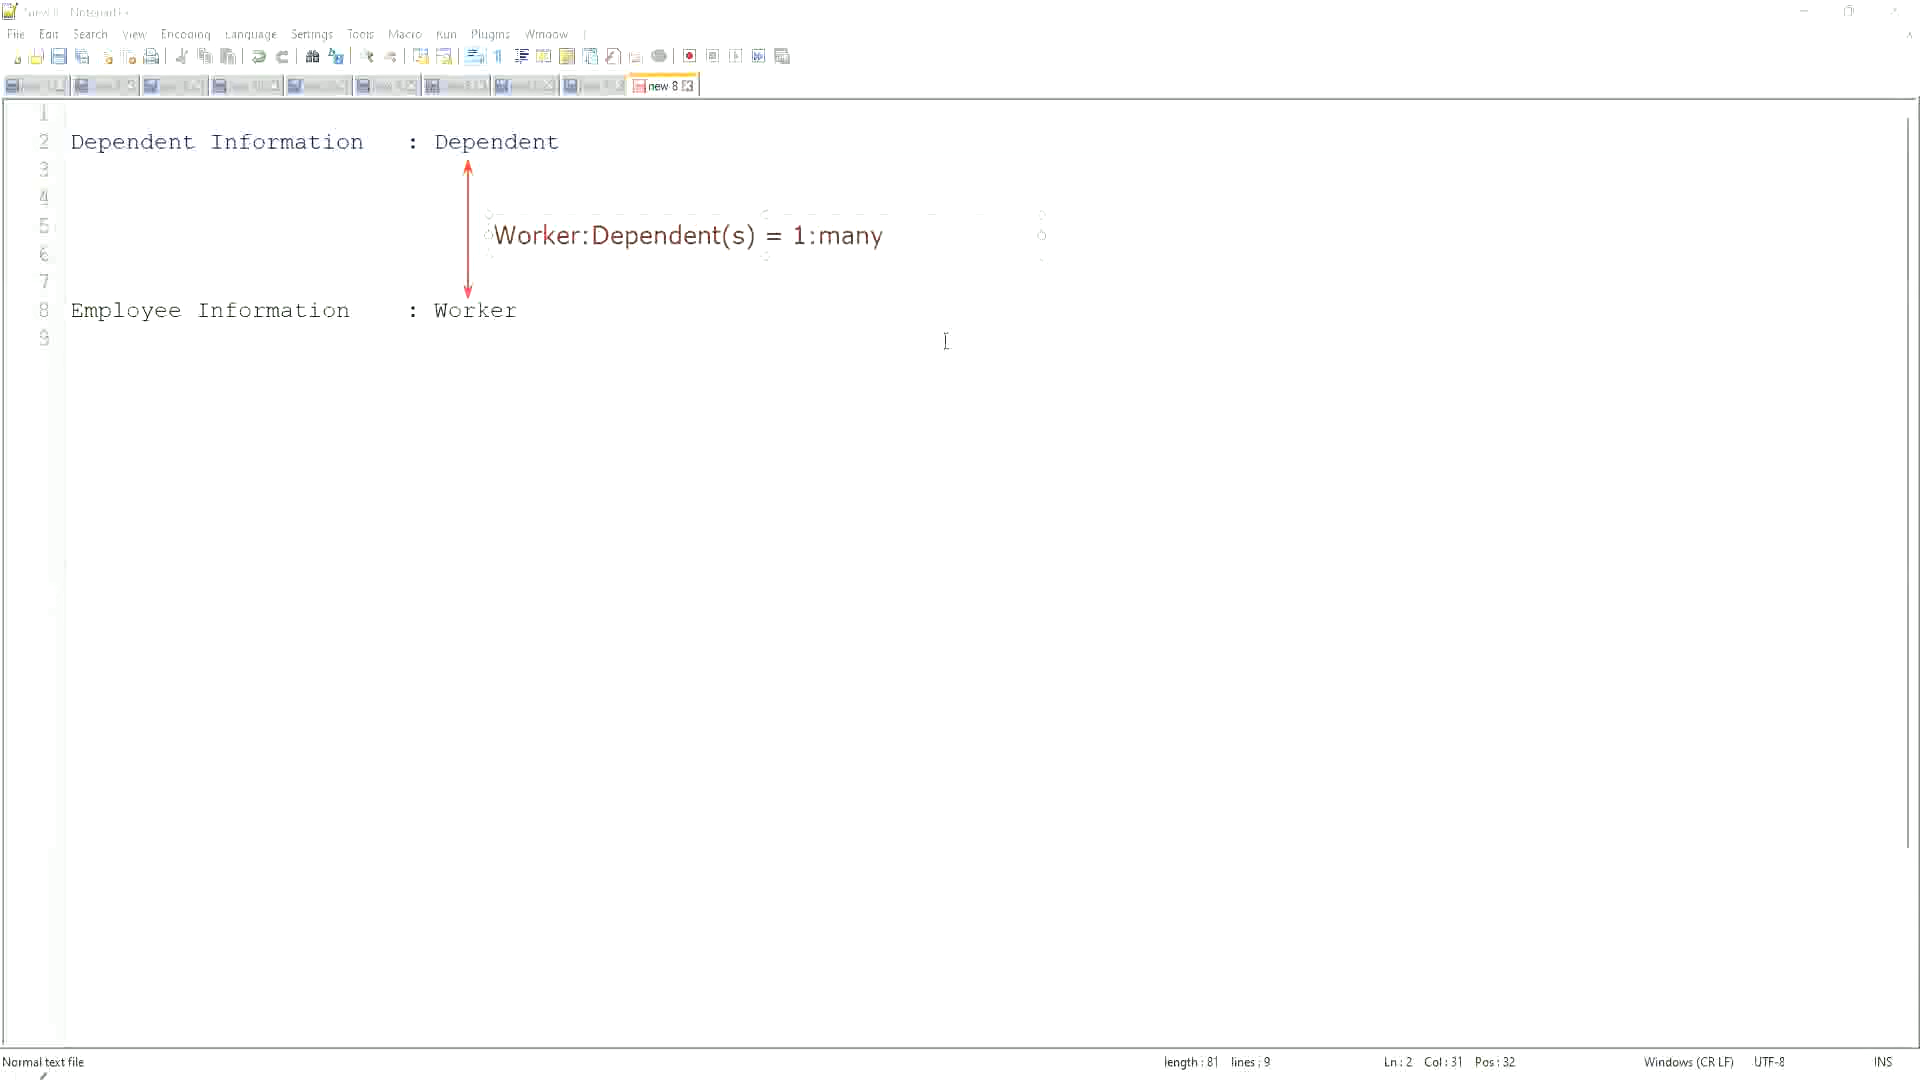 File Edit Search View Encoding Language Settings Tools Macro Run Plugins Window
new 8
1
2 Dependent Information : Dependent
3
4
5
Worker:Dependent(s) = 1:many
6
7
8 Employee Information : Worker
9
Normal text file length : 81 lines : 9 Ln : 2 Col : 31 Pos : 32 Windows (CR LF) UTF-8 INS